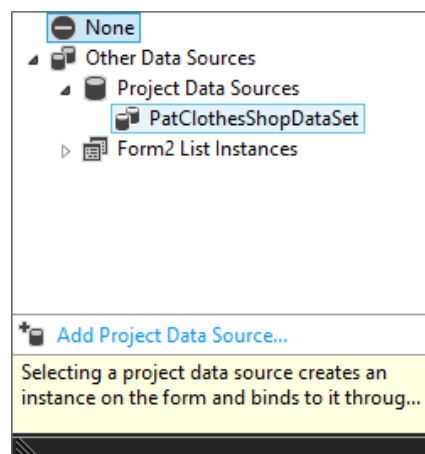 None
Other Data Sources
Project Data Sources
PatClothesShopDataSet
Form2 List Instances
Add Project Data Source...
Selecting a project data source creates an
instance on the form and binds to it throug...